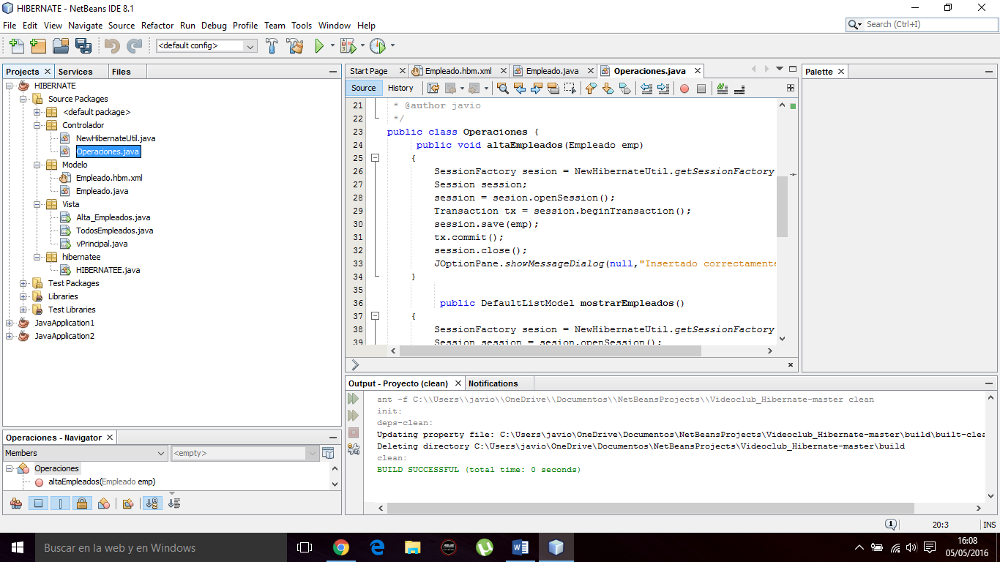 HIBERNATE - NetBeans IDE 8.1
File Edit View Navigate Source Refactor Run Debug Profile Team Tools Window Help
Search (Ctrl+I)
<default config>
Projects
Services
Files
HIBERNATE
Source Packages
<default package>
Controlador
NewHibernateUtil.java
Operaciones.java
Modelo
Empleado.hbm.xml
Empleado.java
Vista
Alta_Empleados.java
TodosEmpleados.java
vPrincipal.java
hibernatee
HIBERNATEE.java
Test Packages
Libraries
Test Libraries
JavaApplication1
JavaApplication2
Start Page
Empleado.hbm.xml
Empleado.java
Operaciones.java
Source
History
21 * @author javio
22 */
23 public class Operaciones {
24 public void altaEmpleados(Empleado emp)
25 {
26 SessionFactory sesion = NewHibernateUtil.getSessionFactory
27 Session session;
28 session = sesion.openSession();
29 Transaction tx = session.beginTransaction();
30 session.save(emp);
31 tx.commit();
32 session.close();
33 JOptionPane.showMessageDialog(null,"Insertado correctamente
34 }
35
36 public DefaultListModel mostrarEmpleados()
37 {
38 SessionFactory sesion = NewHibernateUtil.getSessionFactory
39 Session session = sesion.openSession();
Palette
Operaciones - Navigator
Members
<empty>
Operaciones
altaEmpleados(Empleado emp)
Output - Proyecto (clean)
Notifications
ant -f C:\\Users\\javio\\OneDrive\\Documentos\\NetBeansProjects\\Videoclub_Hibernate-master clean
init:
deps-clean:
Updating property file: C:\Users\javio\OneDrive\Documentos\NetBeansProjects\Videoclub_Hibernate-master\build\built-clea
Deleting directory C:\Users\javio\OneDrive\Documentos\NetBeansProjects\Videoclub_Hibernate-master\build
clean:
BUILD SUCCESSFUL (total time: 0 seconds)
1
20:3
INS
Buscar en la web y en Windows
16:08
05/05/2016